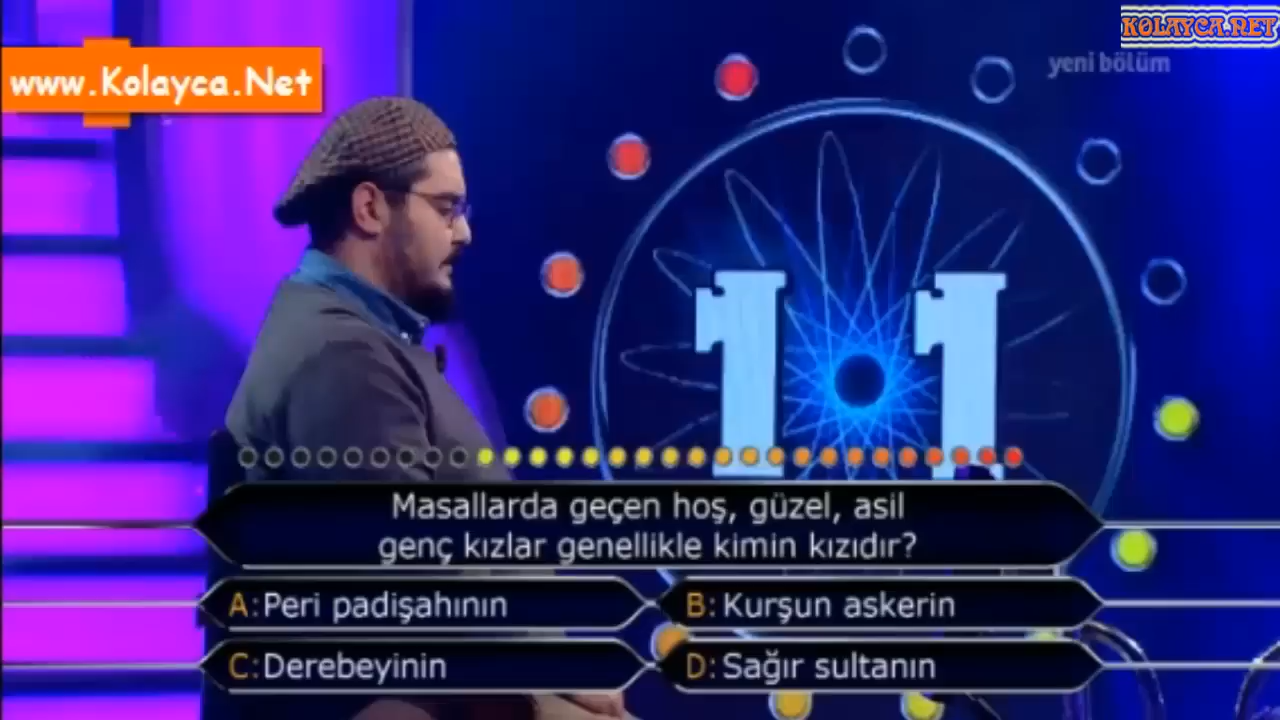 KOLAYCA.NET
yeni bölüm
www.Kolayca.Net
11
Masallarda geçen hoş, güzel, asil
genç kızlar genellikle kimin kızıdır?
A: Peri padişahının
B: Kurşun askerin
C: Derebeyinin
D: Sağır sultanın